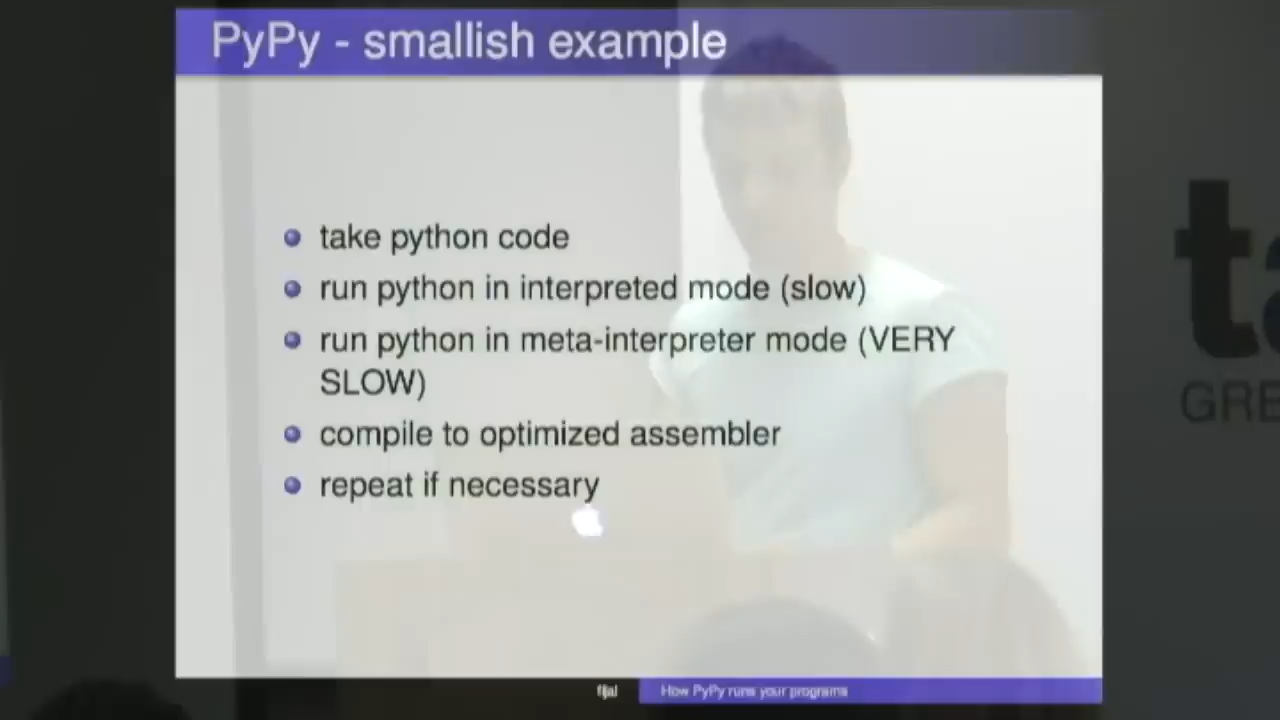 PyPy - smallish example
take python code
run python in interpreted mode (slow)
run python in meta-interpreter mode (VERY
SLOW)
compile to optimized assembler
repeat if necessary
fijal
How PyPy runs your programs